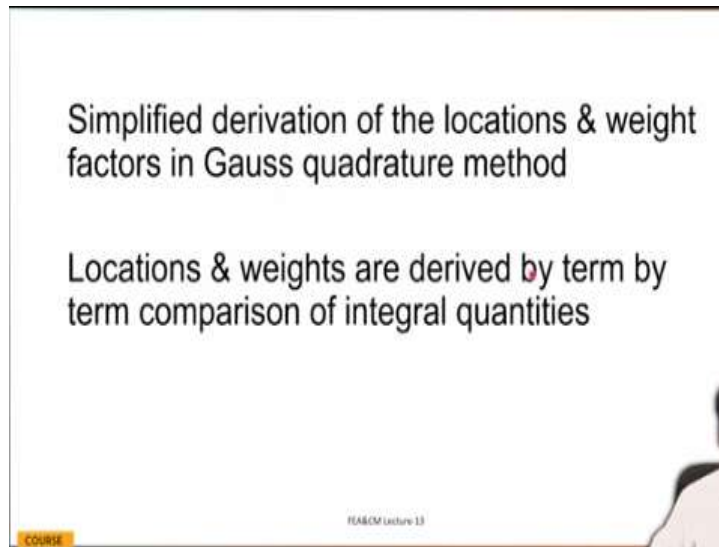 Simplified derivation of the locations & weight
factors in Gauss quadrature method
Locations & weights are derived by term by
term comparison of integral quantities
FEA&CM Lecture-13
COURSE